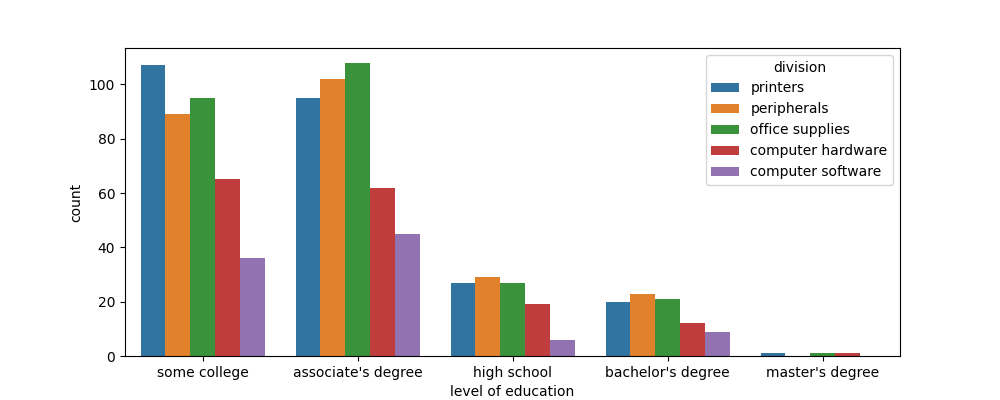 division
printers
peripherals
office supplies
computer hardware
computer software
count
100
80
60
40
20
0
some college associate's degree high school bachelor's degree master's degree
level of education